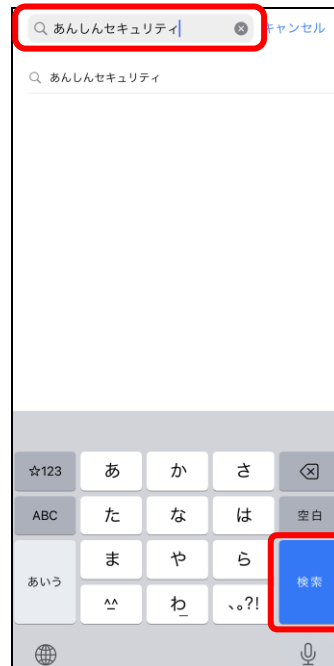 あんしんセキュリティ キャンセル
あんしんセキュリティ
☆123 あ か さ
ABC た な は 空白
あいう ま や ら 検索
^^ わ_ 、。?!